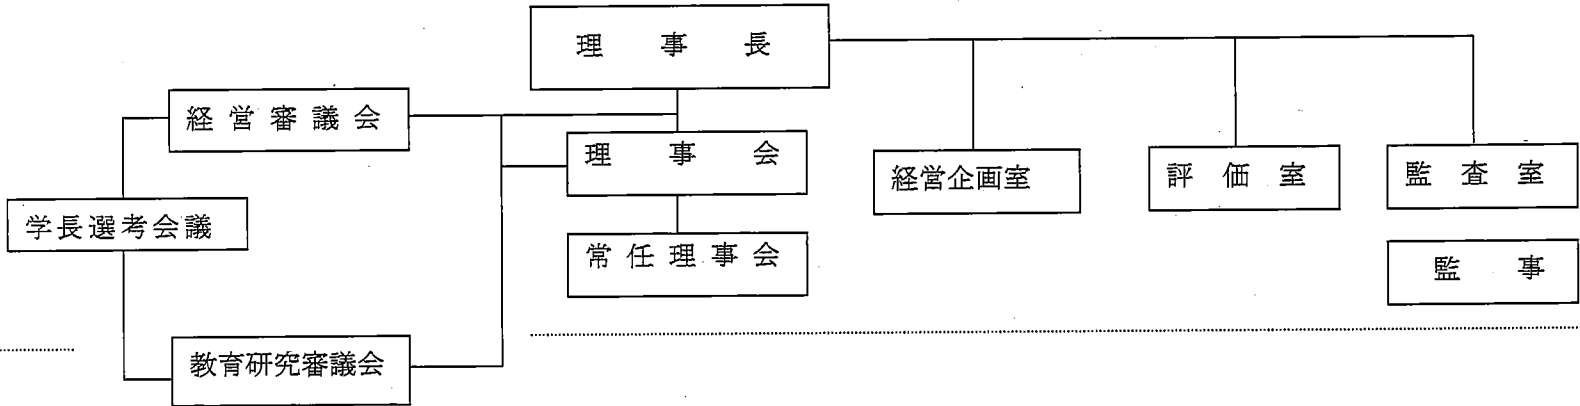 理事長
経営審議会
理事会
経営企画室
評価室
監査室
学長選考会議
常任理事会
監事
教育研究審議会